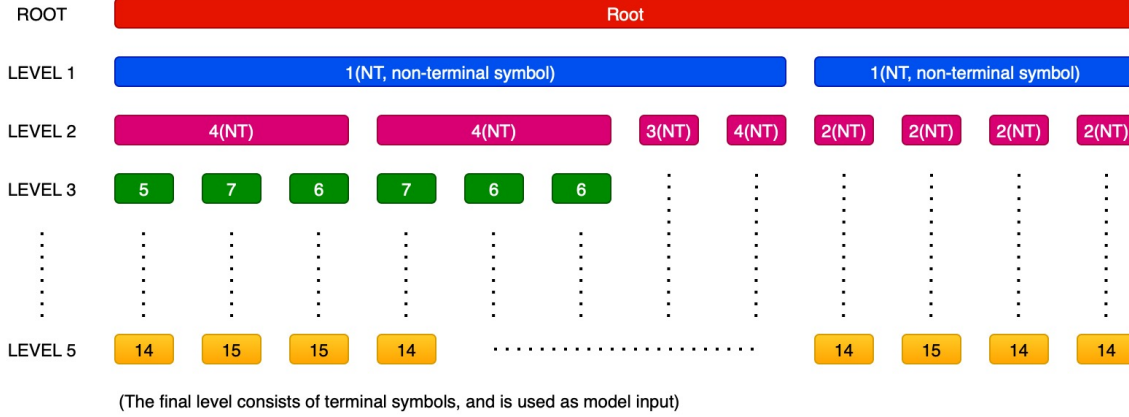 ROOT Root
LEVEL 1 1(NT, non-terminal symbol) 1(NT, non-terminal symbol)
LEVEL 2 4(NT) 4(NT) 3(NT) 4(NT) 2(NT) 2(NT) 2(NT) 2(NT)
LEVEL 3 5 7 6 7 6 6
LEVEL 5 14 15 15 14 14 15 14 14
(The final level consists of terminal symbols, and is used as model input)